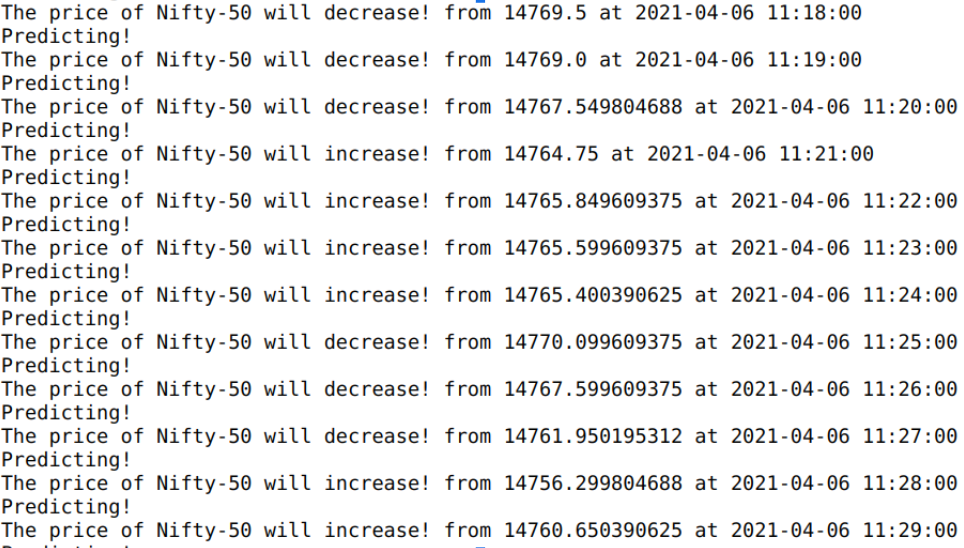 The price of Nifty-50 will decrease! from 14769.5 at 2021-04-06 11:18:00
Predicting!
The price of Nifty-50 will decrease! from 14769.0 at 2021-04-06 11:19:00
Predicting!
The price of Nifty-50 will decrease! from 14767.549804688 at 2021-04-06 11:20:00
Predicting!
The price of Nifty-50 will increase! from 14764.75 at 2021-04-06 11:21:00
Predicting!
The price of Nifty-50 will increase! from 14765.849609375 at 2021-04-06 11:22:00
Predicting!
The price of Nifty-50 will increase! from 14765.599609375 at 2021-04-06 11:23:00
Predicting!
The price of Nifty-50 will increase! from 14765.400390625 at 2021-04-06 11:24:00
Predicting!
The price of Nifty-50 will decrease! from 14770.099609375 at 2021-04-06 11:25:00
Predicting!
The price of Nifty-50 will decrease! from 14767.599609375 at 2021-04-06 11:26:00
Predicting!
The price of Nifty-50 will decrease! from 14761.950195312 at 2021-04-06 11:27:00
Predicting!
The price of Nifty-50 will increase! from 14756.299804688 at 2021-04-06 11:28:00
Predicting!
The price of Nifty-50 will increase! from 14760.650390625 at 2021-04-06 11:29:00